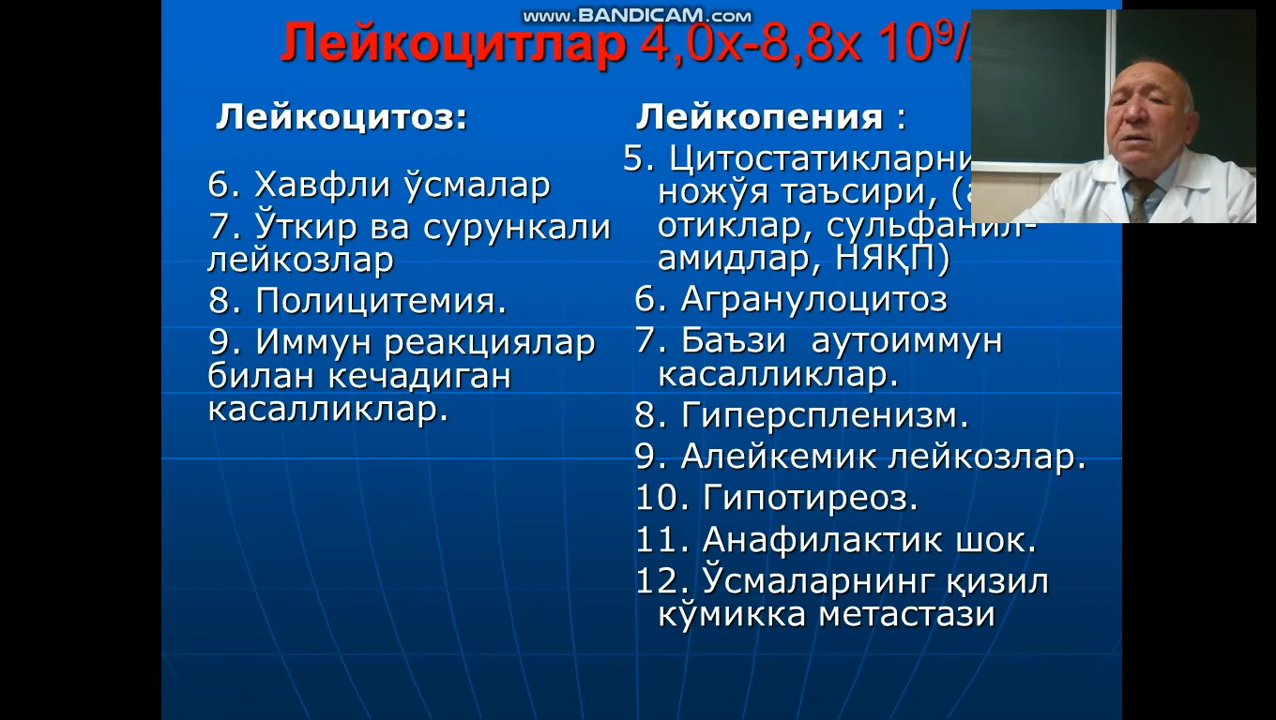 www.BANDICAM.com
Лейкоцитлар 4,0х-8,8х 10⁹/
Лейкоцитоз:
6. Хавфли ўсмалар
7. Ўткир ва сурункали
лейкозлар
8. Полицитемия.
9. Иммун реакциялар
билан кечадиган
касалликлар.
Лейкопения :
5. Цитостатикларни
ножўя таъсири, (
отиклар, сульфанил-
амидлар, НЯҚП)
6. Агранулоцитоз
7. Баъзи аутоиммун
касалликлар.
8. Гиперспленизм.
9. Алейкемик лейкозлар.
10. Гипотиреоз.
11. Анафилактик шок.
12. Ўсмаларнинг қизил
кўмикка метастази